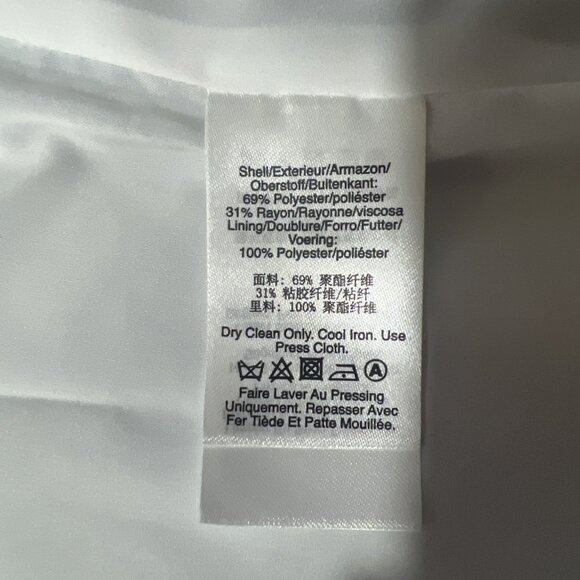 Shell/Exterieur/Armazon/
Oberstoff/Buitenkant:
69% Polyester/poliéster
31% Rayon/Rayonne/viscosa
Lining/Doublure/Forro/Futter/
Voering:
100% Polyester/poliéster
面料: 69% 聚酯纤维
31% 粘胶纤维/粘纤
里料: 100% 聚酯纤维
Dry Clean Only. Cool Iron. Use
Press Cloth.
A
Faire Laver Au Pressing
Uniquement. Repasser Avec
Fer Tiède Et Patte Mouillée.